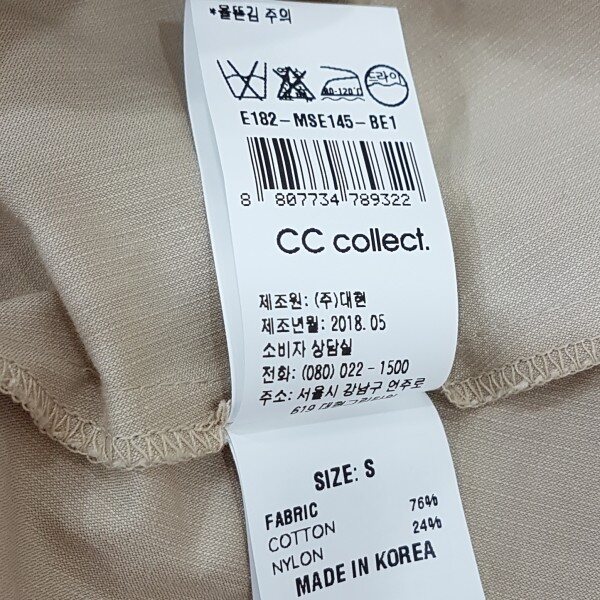 *올뜯김 주의
80-120℃ 드라이
E182-MSE145-BE1
8 807734 789322
CC collect.
제조원: (주)대현
제조년월: 2018.05
소비자 상담실
전화: (080) 022-1500
주소: 서울시 강남구 언주로
619
SIZE: S
FABRIC
COTTON 76%
NYLON 24%
MADE IN KOREA